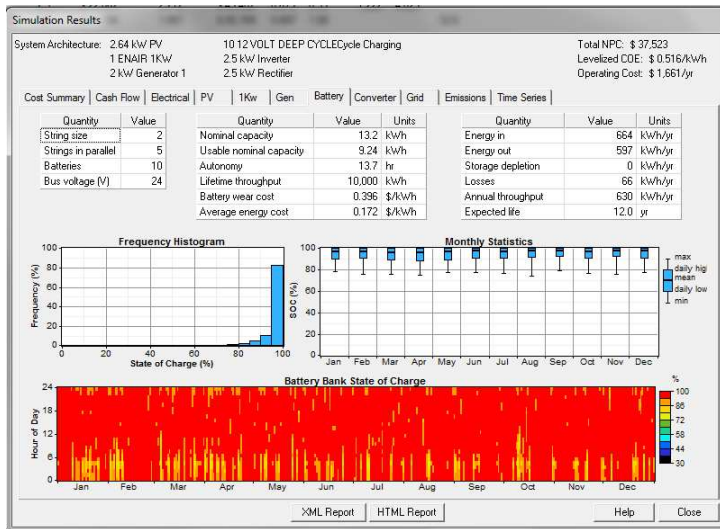 Simulation Results
System Architecture: 2.64 kW PV 10 12 VOLT DEEP CYCLECycle Charging Total NPC: $ 37,523
1 ENAIR 1KW 2.5 kW Inverter Levelized COE: $ 0.516/kWh
2 kW Generator 1 2.5 kW Rectifier Operating Cost: $ 1,661/yr
Cost Summary Cash Flow Electrical PV 1Kw Gen Battery Converter Grid Emissions Time Series
Quantity Value Quantity Value Units Quantity Value Units
String size 2 Nominal capacity 13.2 kWh Energy in 664 kWh/yr
Strings in parallel 5 Usable nominal capacity 9.24 kWh Energy out 597 kWh/yr
Batteries 10 Autonomy 13.7 hr Storage depletion 0 kWh/yr
Bus voltage (V) 24 Lifetime throughput 10,000 kWh Losses 66 kWh/yr
Battery wear cost 0.396 $/kWh Annual throughput 630 kWh/yr
Average energy cost 0.172 $/kWh Expected life 12.0 yr
Frequency Histogram Monthly Statistics
Frequency (%)
100
80
60
40
20
0
0 20 40 60 80 100
State of Charge (%)
SOC (%)
100
80
60
40
20
0
Jan Feb Mar Apr May Jun Jul Aug Sep Oct Nov Dec
max
daily hig
mean
daily low
min
Battery Bank State of Charge
Hour of Day
24
18
12
6
0
Jan Feb Mar Apr May Jun Jul Aug Sep Oct Nov Dec
%
100
86
72
58
44
30
XML Report HTML Report Help Close